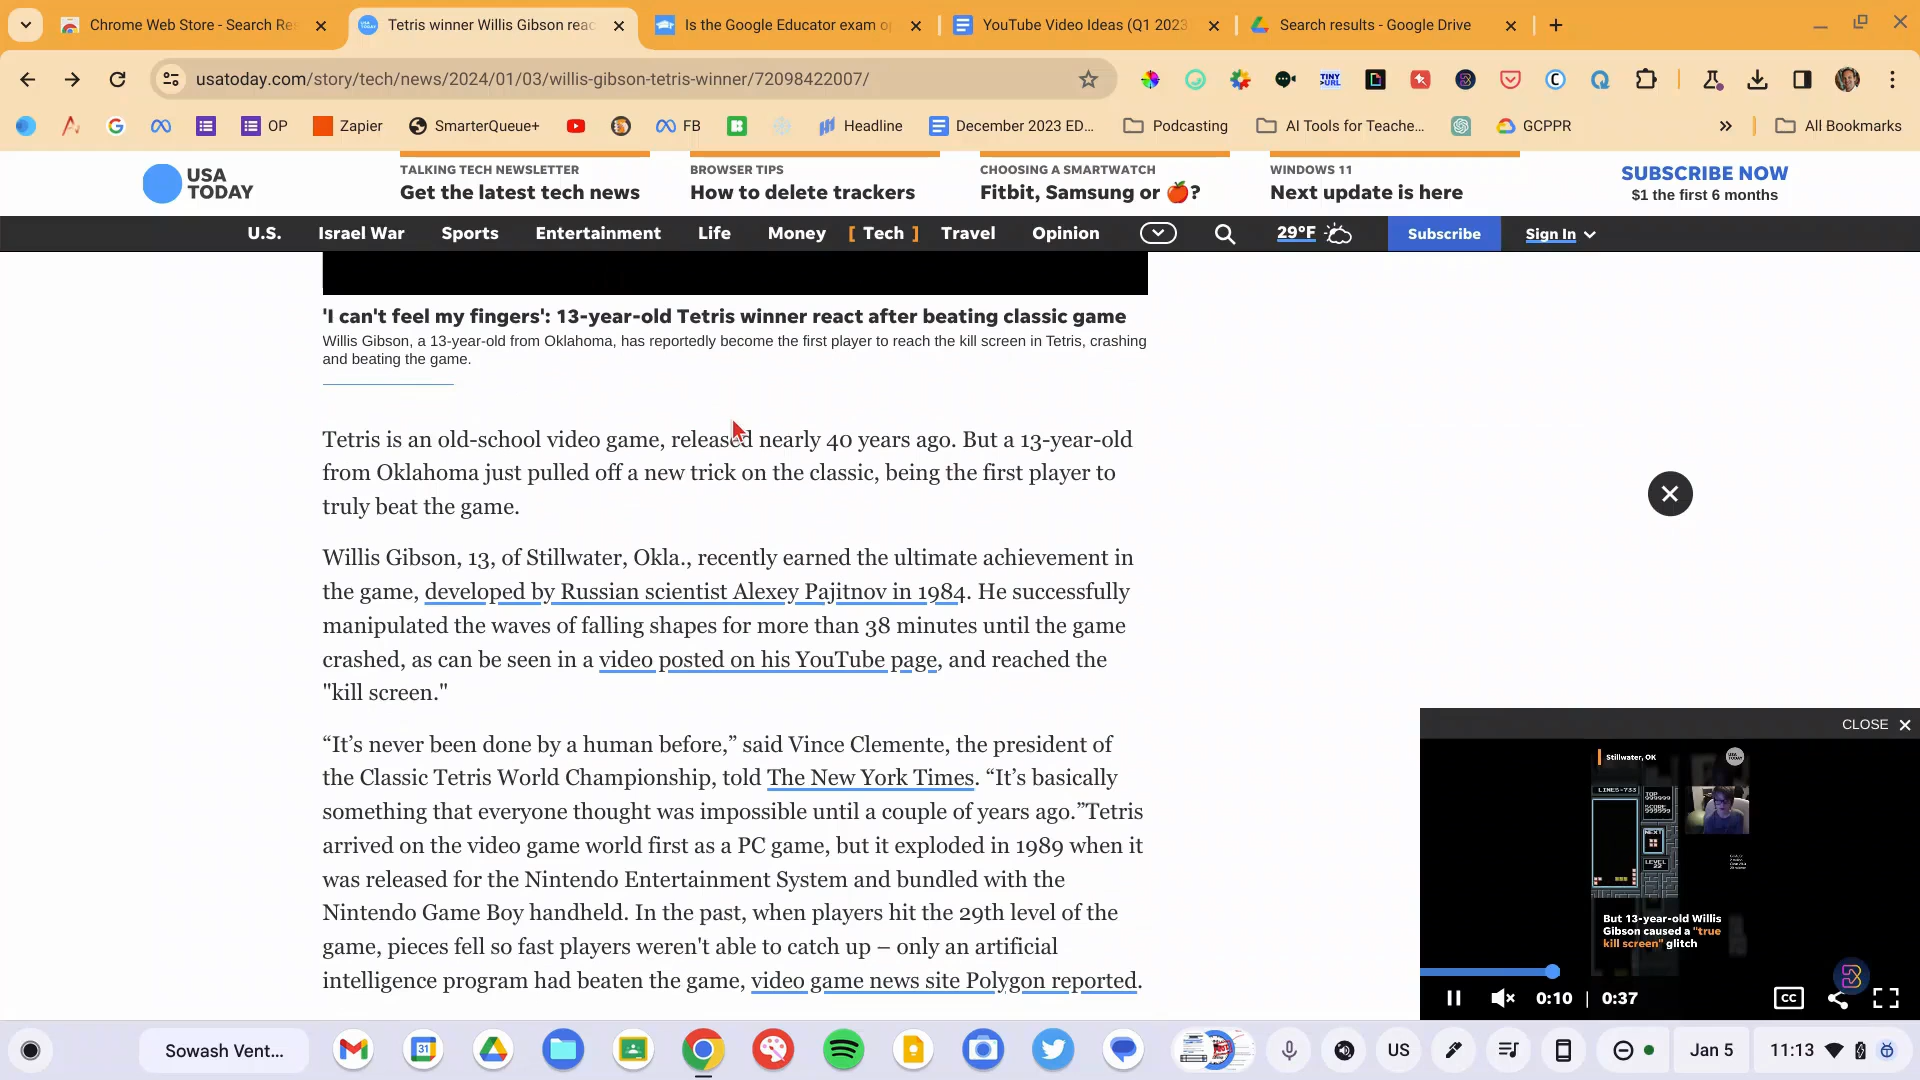 Chrome Web Store - Search Re
Tetris winner Willis Gibson reac
Is the Google Educator exam o
YouTube Video Ideas (Q1 2023
Search results - Google Drive
usatoday.com/story/tech/news/2024/01/03/willis-gibson-tetris-winner/72098422007/
TINY
URL
OP
Zapier
SmarterQueue+
FB
Headline
December 2023 ED...
Podcasting
AI Tools for Teache...
GCPPR
All Bookmarks
USA
TODAY
TALKING TECH NEWSLETTER
Get the latest tech news
BROWSER TIPS
How to delete trackers
CHOOSING A SMARTWATCH
Fitbit, Samsung or 🍎?
WINDOWS 11
Next update is here
SUBSCRIBE NOW
$1 the first 6 months
U.S.
Israel War
Sports
Entertainment
Life
Money
[ Tech ]
Travel
Opinion
29°F
Subscribe
Sign In
'I can't feel my fingers': 13-year-old Tetris winner react after beating classic game
Willis Gibson, a 13-year-old from Oklahoma, has reportedly become the first player to reach the kill screen in Tetris, crashing
and beating the game.
Tetris is an old-school video game, released nearly 40 years ago. But a 13-year-old
from Oklahoma just pulled off a new trick on the classic, being the first player to
truly beat the game.
Willis Gibson, 13, of Stillwater, Okla., recently earned the ultimate achievement in
the game, developed by Russian scientist Alexey Pajitnov in 1984. He successfully
manipulated the waves of falling shapes for more than 38 minutes until the game
crashed, as can be seen in a video posted on his YouTube page, and reached the
"kill screen."
“It’s never been done by a human before,” said Vince Clemente, the president of
the Classic Tetris World Championship, told The New York Times. “It’s basically
something that everyone thought was impossible until a couple of years ago.”Tetris
arrived on the video game world first as a PC game, but it exploded in 1989 when it
was released for the Nintendo Entertainment System and bundled with the
Nintendo Game Boy handheld. In the past, when players hit the 29th level of the
game, pieces fell so fast players weren't able to catch up – only an artificial
intelligence program had beaten the game, video game news site Polygon reported.
CLOSE
Stillwater, OK
LINES-733
TOP
999999
SCORE
999999
NEXT
LEVEL
But 13-year-old Willis
Gibson caused a "true
kill screen" glitch
0:10 | 0:37
CC
Sowash Vent...
31
US
Jan 5
11:13